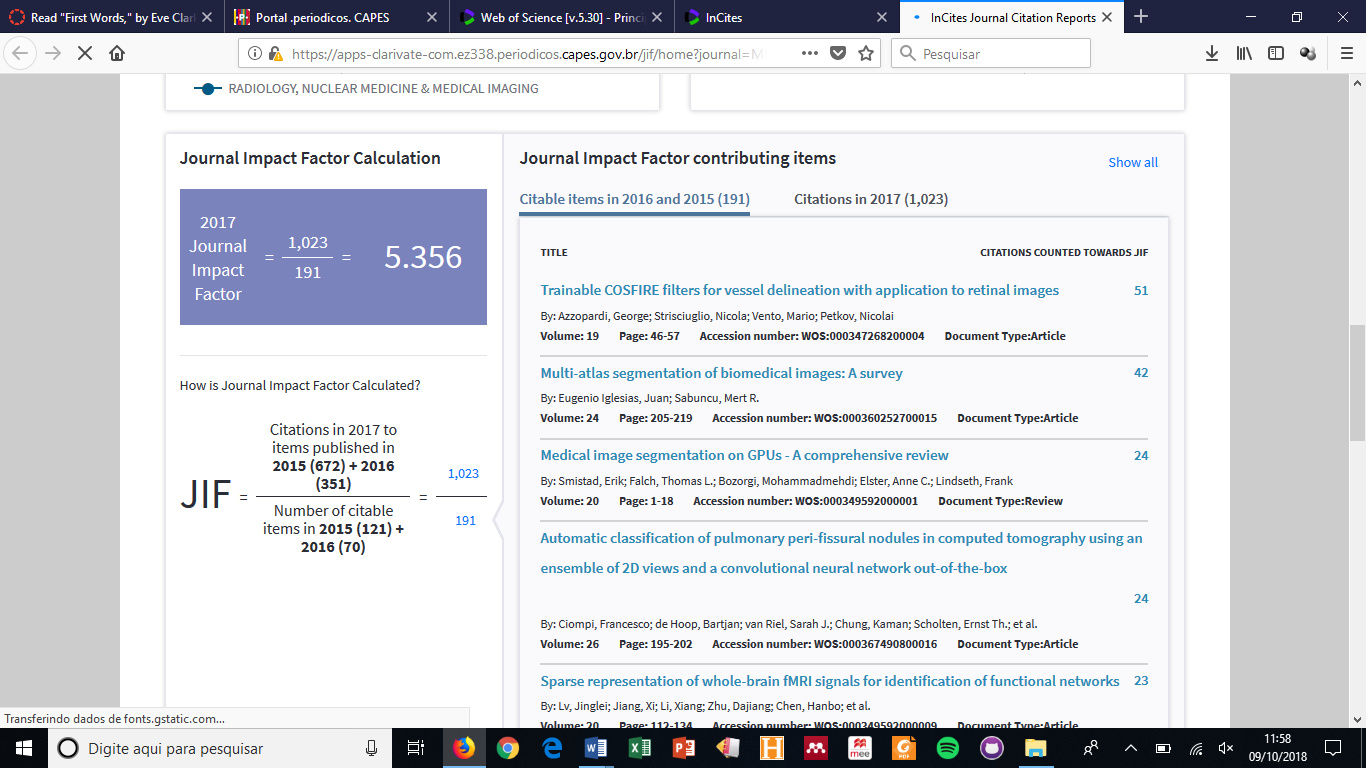 Read "First Words," by Eve Clar
Portal .periodicos. CAPES
Web of Science [v.5.30] - Princi
InCites
InCites Journal Citation Reports
https://apps-clarivate-com.ez338.periodicos.capes.gov.br/jif/home?journal=M
Pesquisar
RADIOLOGY, NUCLEAR MEDICINE & MEDICAL IMAGING
Journal Impact Factor Calculation
2017
Journal
Impact
Factor
=
1,023
191
=
5.356
How is Journal Impact Factor Calculated?
JIF
=
Citations in 2017 to
items published in
2015 (672) + 2016
(351)
Number of citable
items in 2015 (121) +
2016 (70)
=
1,023
191
Journal Impact Factor contributing items
Show all
Citable items in 2016 and 2015 (191)
Citations in 2017 (1,023)
TITLE
CITATIONS COUNTED TOWARDS JIF
Trainable COSFIRE filters for vessel delineation with application to retinal images 51
By: Azzopardi, George; Strisciuglio, Nicola; Vento, Mario; Petkov, Nicolai
Volume: 19 Page: 46-57 Accession number: WOS:000347268200004 Document Type:Article
Multi-atlas segmentation of biomedical images: A survey 42
By: Eugenio Iglesias, Juan; Sabuncu, Mert R.
Volume: 24 Page: 205-219 Accession number: WOS:000360252700015 Document Type:Article
Medical image segmentation on GPUs - A comprehensive review 24
By: Smistad, Erik; Falch, Thomas L.; Bozorgi, Mohammadmehdi; Elster, Anne C.; Lindseth, Frank
Volume: 20 Page: 1-18 Accession number: WOS:000349592000001 Document Type:Review
Automatic classification of pulmonary peri-fissural nodules in computed tomography using an
ensemble of 2D views and a convolutional neural network out-of-the-box
24
By: Ciompi, Francesco; de Hoop, Bartjan; van Riel, Sarah J.; Chung, Kaman; Scholten, Ernst Th.; et al.
Volume: 26 Page: 195-202 Accession number: WOS:000367490800016 Document Type:Article
Sparse representation of whole-brain fMRI signals for identification of functional networks 23
By: Lv, Jinglei; Jiang, Xi; Li, Xiang; Zhu, Dajiang; Chen, Hanbo; et al.
Volume: 20 Page: 112-134 Accession number: WOS:000349592000009 Document Type:Article
Transferindo dados de fonts.gstatic.com...
Digite aqui para pesquisar
11:58
09/10/2018